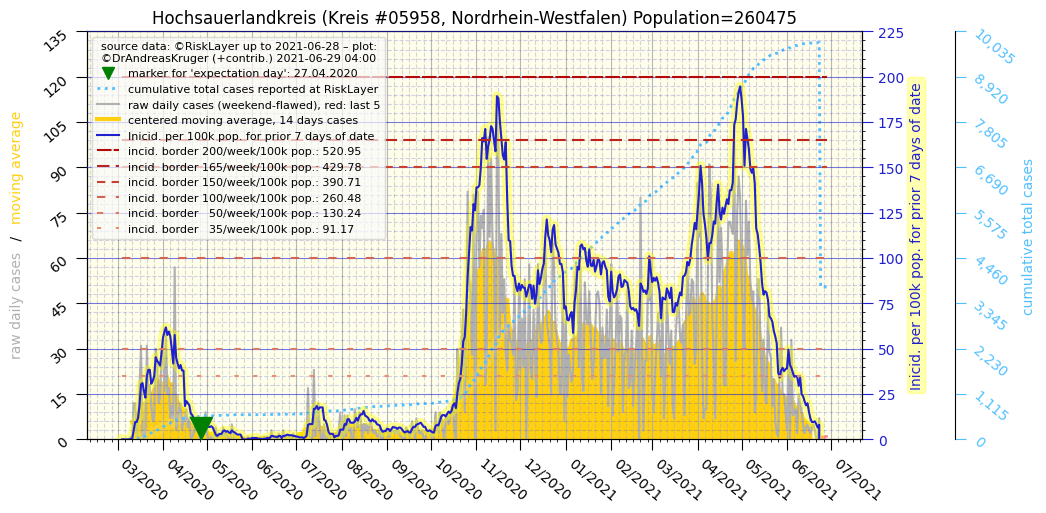 Hochsauerlandkreis (Kreis #05958, Nordrhein-Westfalen) Population=260475
source data: ©RiskLayer up to 2021-06-28 – plot:
©DrAndreasKruger (+contrib.) 2021-06-29 04:00
marker for 'expectation day': 27.04.2020
cumulative total cases reported at RiskLayer
raw daily cases (weekend-flawed), red: last 5
centered moving average, 14 days cases
Inicid. per 100k pop. for prior 7 days of date
incid. border 200/week/100k pop.: 520.95
incid. border 165/week/100k pop.: 429.78
incid. border 150/week/100k pop.: 390.71
incid. border 100/week/100k pop.: 260.48
incid. border 50/week/100k pop.: 130.24
incid. border 35/week/100k pop.: 91.17
raw daily cases / moving average
135
120
105
90
75
60
45
30
15
0
225
200
175
150
125
100
75
50
25
0
Inicid. per 100k pop. for prior 7 days of date
10,035
8,920
7,805
6,690
5,575
4,460
3,345
2,230
1,115
0
cumulative total cases
03/2020
04/2020
05/2020
06/2020
07/2020
08/2020
09/2020
10/2020
11/2020
12/2020
01/2021
02/2021
03/2021
04/2021
05/2021
06/2021
07/2021